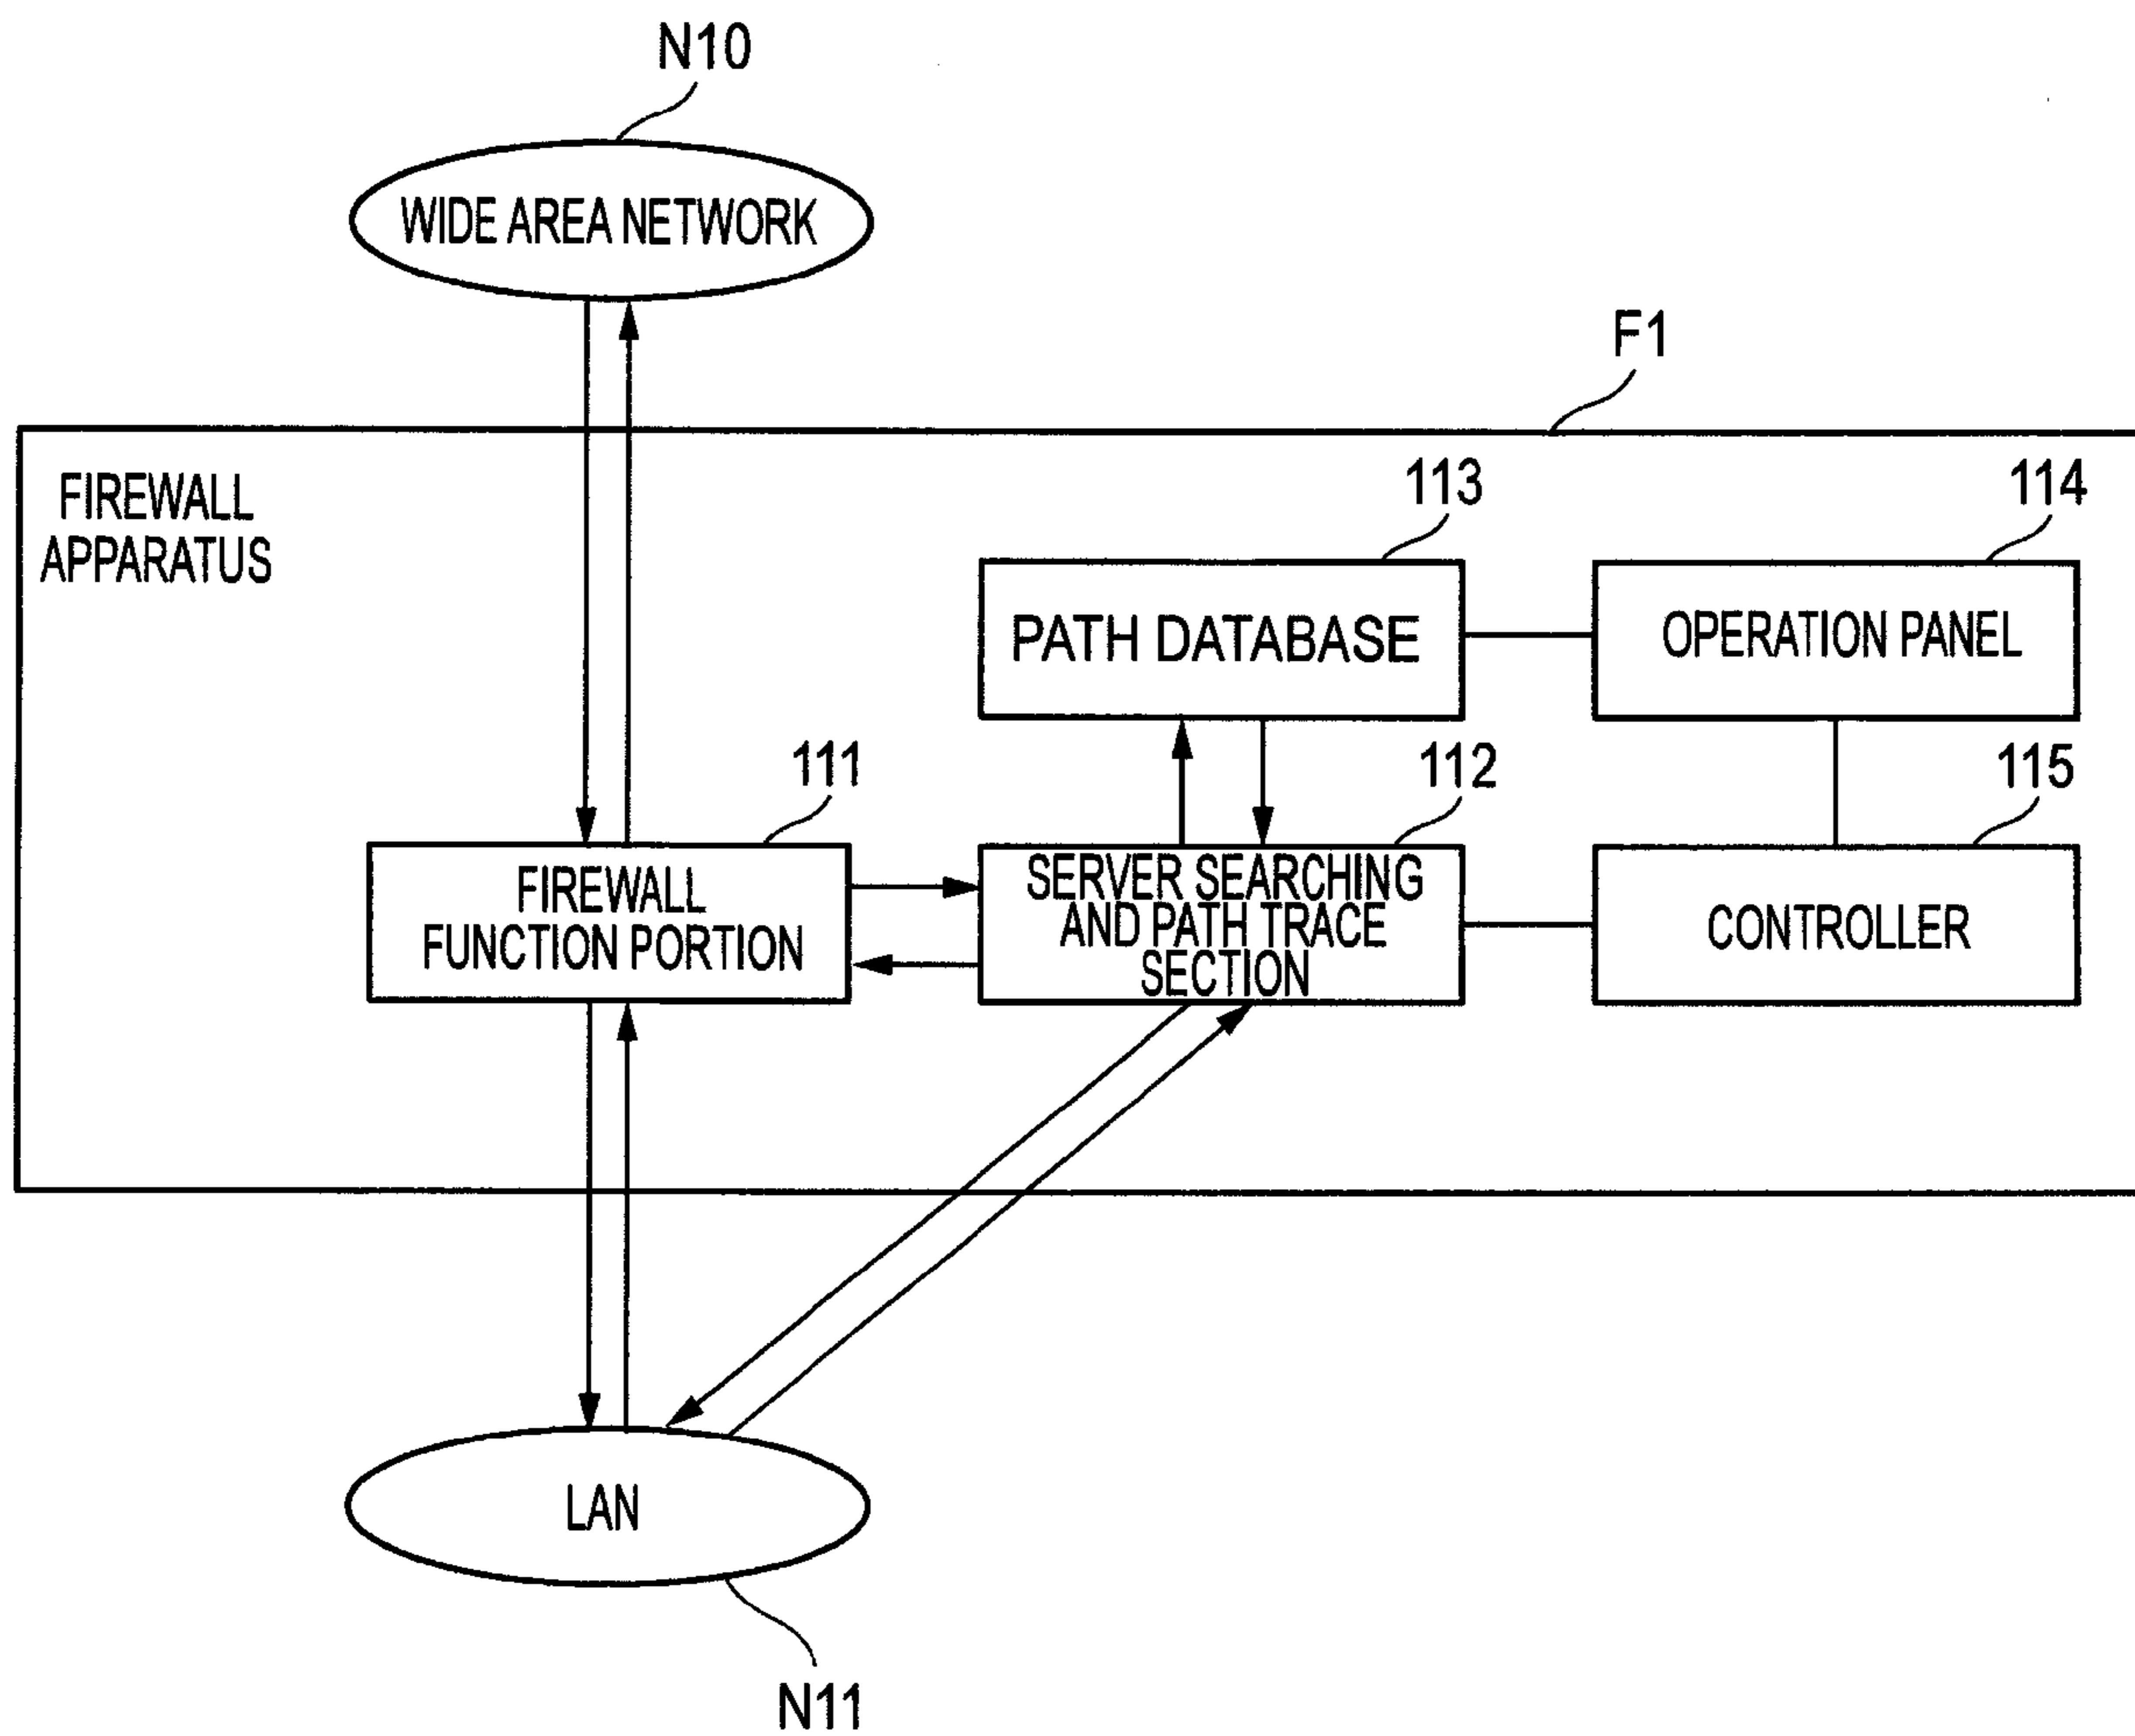 N10
WIDE AREA NETWORK
F1
FIREWALL
APPARATUS
113
114
PATH DATABASE
OPERATION PANEL
111
112
115
FIREWALL
FUNCTION PORTION
SERVER SEARCHING
AND PATH TRACE
SECTION
CONTROLLER
LAN
N11